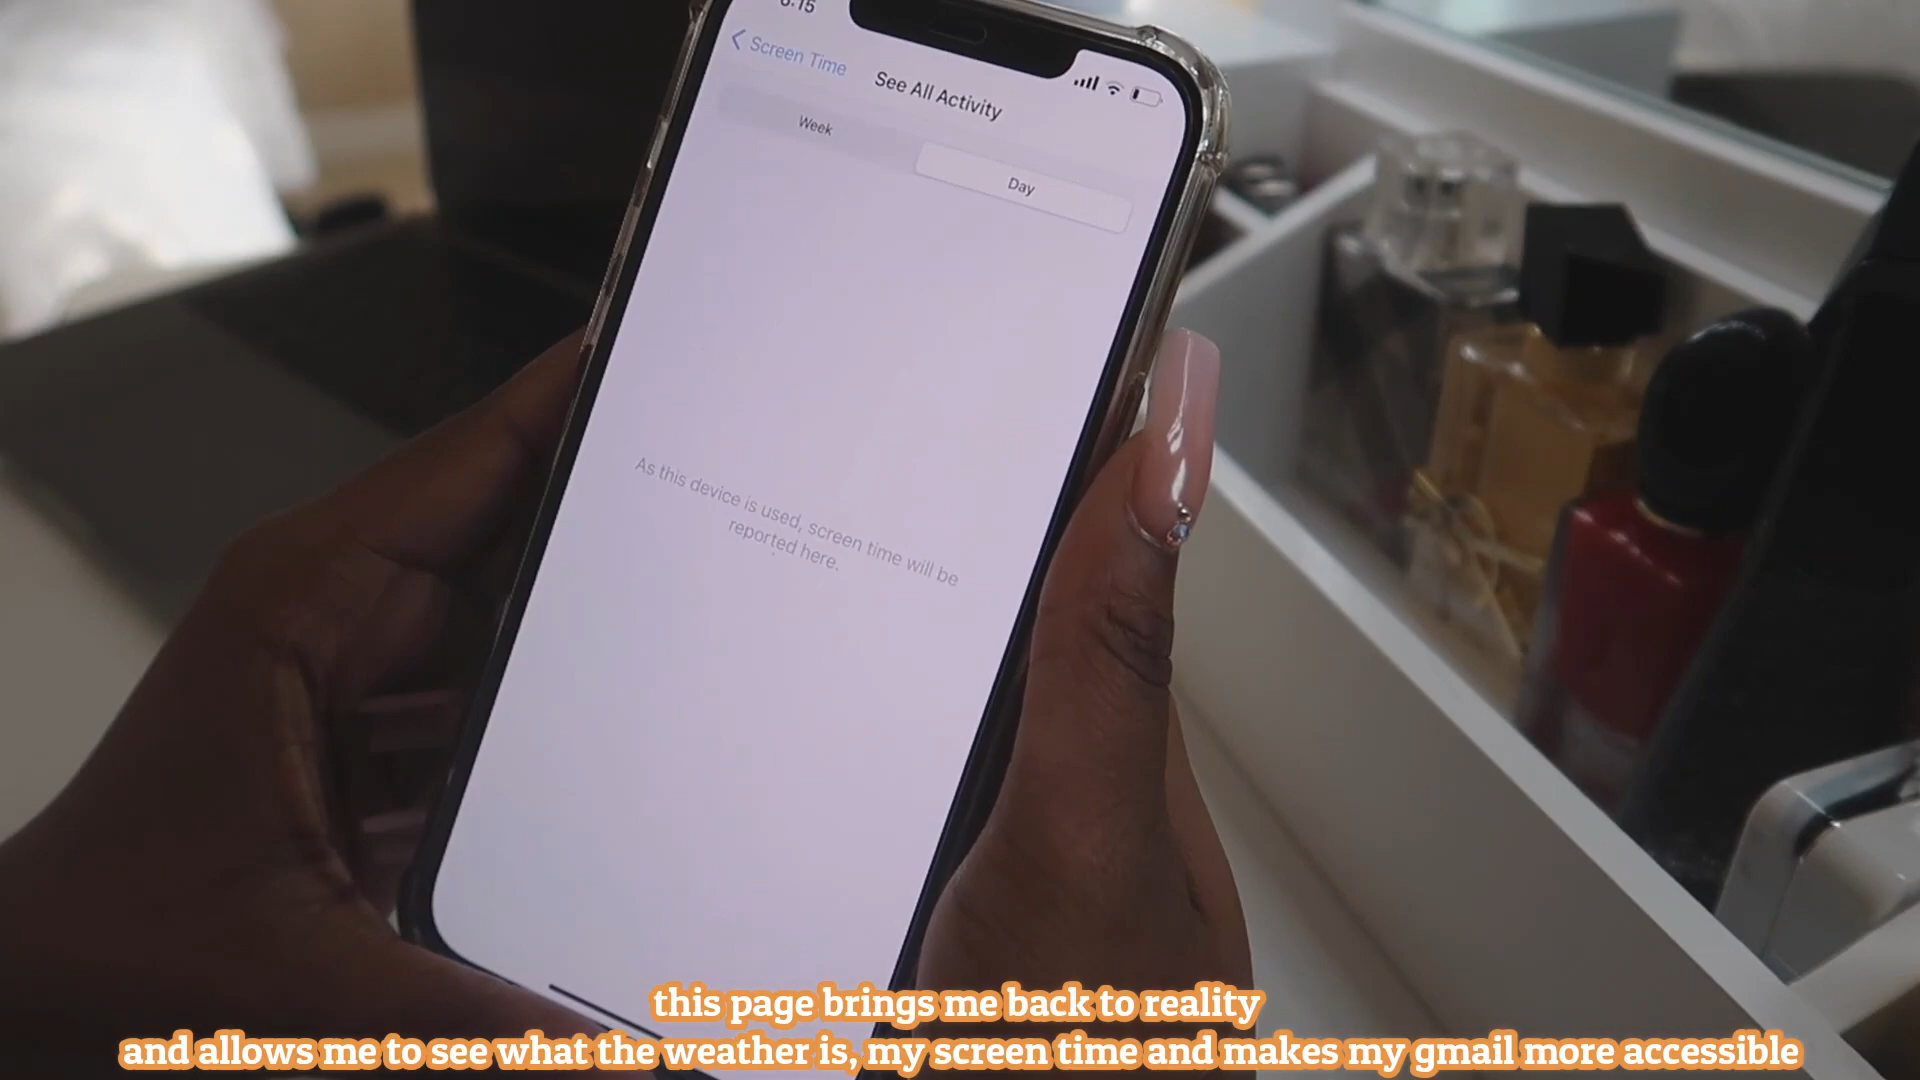 Screen Time
See All Activity
Week
Day
As this device is used, screen time will be
reported here.
this page brings me back to reality
and allows me to see what the weather is, my screen time and makes my gmail more accessible